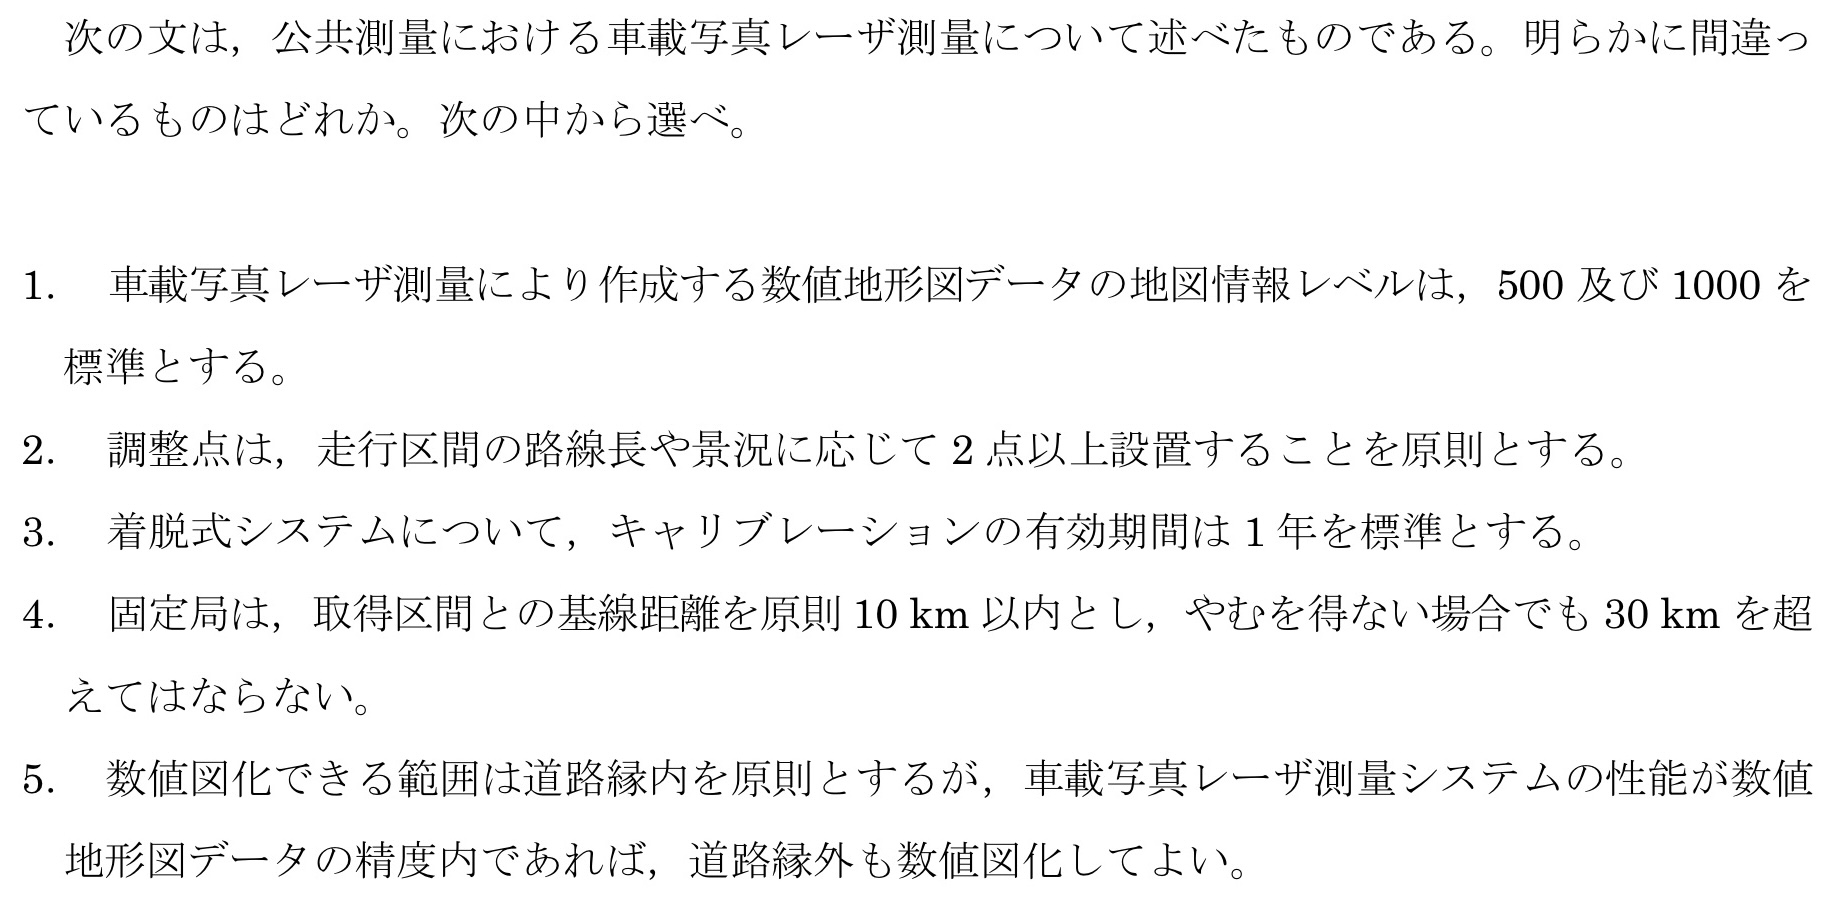 次の文は，公共測量における車載写真レーザ測量について述べたものである。明らかに間違っ
ているものはどれか。次の中から選べ。
1.　車載写真レーザ測量により作成する数値地形図データの地図情報レベルは，500 及び 1000 を
標準とする。
2.　調整点は，走行区間の路線長や景況に応じて 2 点以上設置することを原則とする。
3.　着脱式システムについて，キャリブレーションの有効期間は 1 年を標準とする。
4.　固定局は，取得区間との基線距離を原則 10 km 以内とし，やむを得ない場合でも 30 km を超
えてはならない。
5.　数値図化できる範囲は道路縁内を原則とするが，車載写真レーザ測量システムの性能が数値
地形図データの精度内であれば，道路縁外も数値図化してよい。